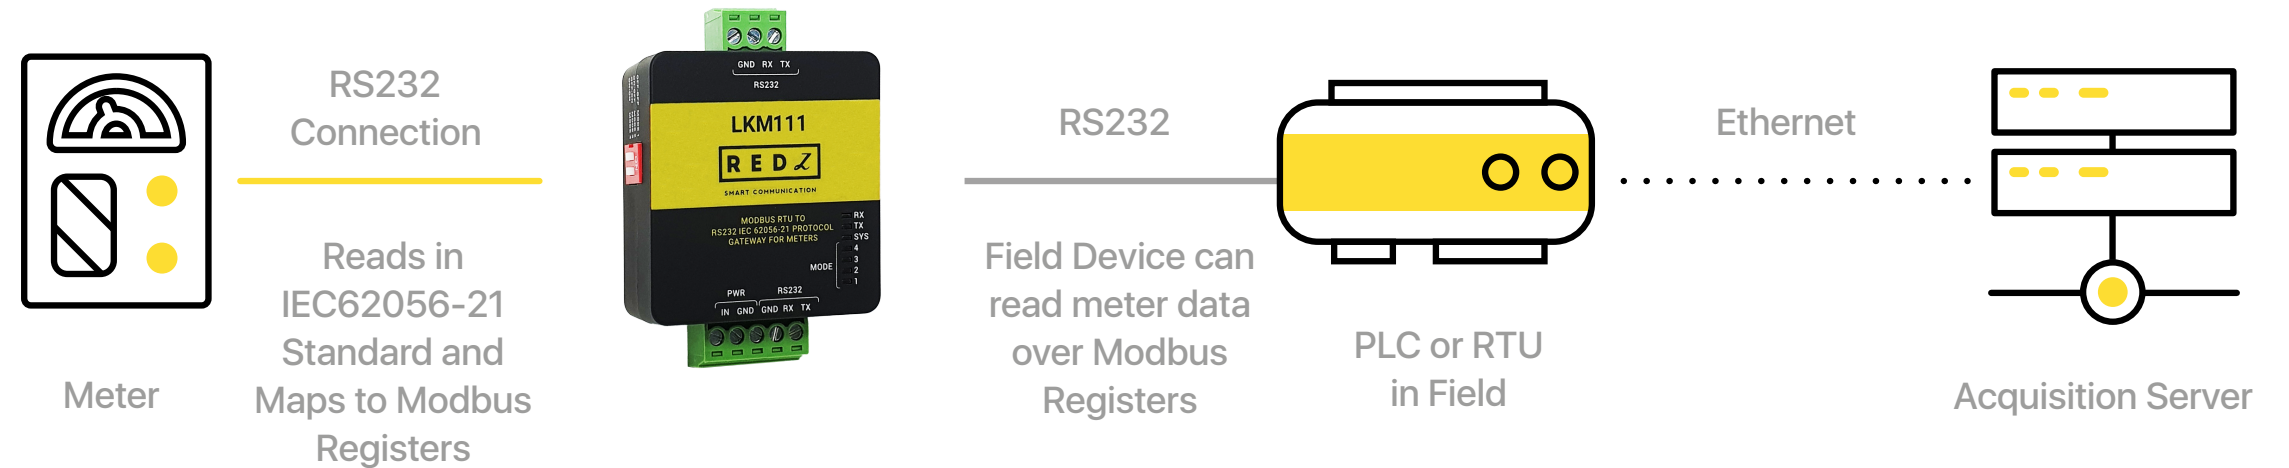 Meter
RS232
Connection
Reads in
IEC62056-21
Standard and
Maps to Modbus
Registers
GND RX TX
RS232
LKM111
REDZ
SMART COMMUNICATION
MODBUS RTU TO
RS232 IEC 62056-21 PROTOCOL
GATEWAY FOR METERS
RX
TX
SYS
4
3
2
1
MODE
PWR
RS232
IN GND GND RX TX
RS232
Field Device can
read meter data
over Modbus
Registers
PLC or RTU
in Field
Ethernet
Acquisition Server